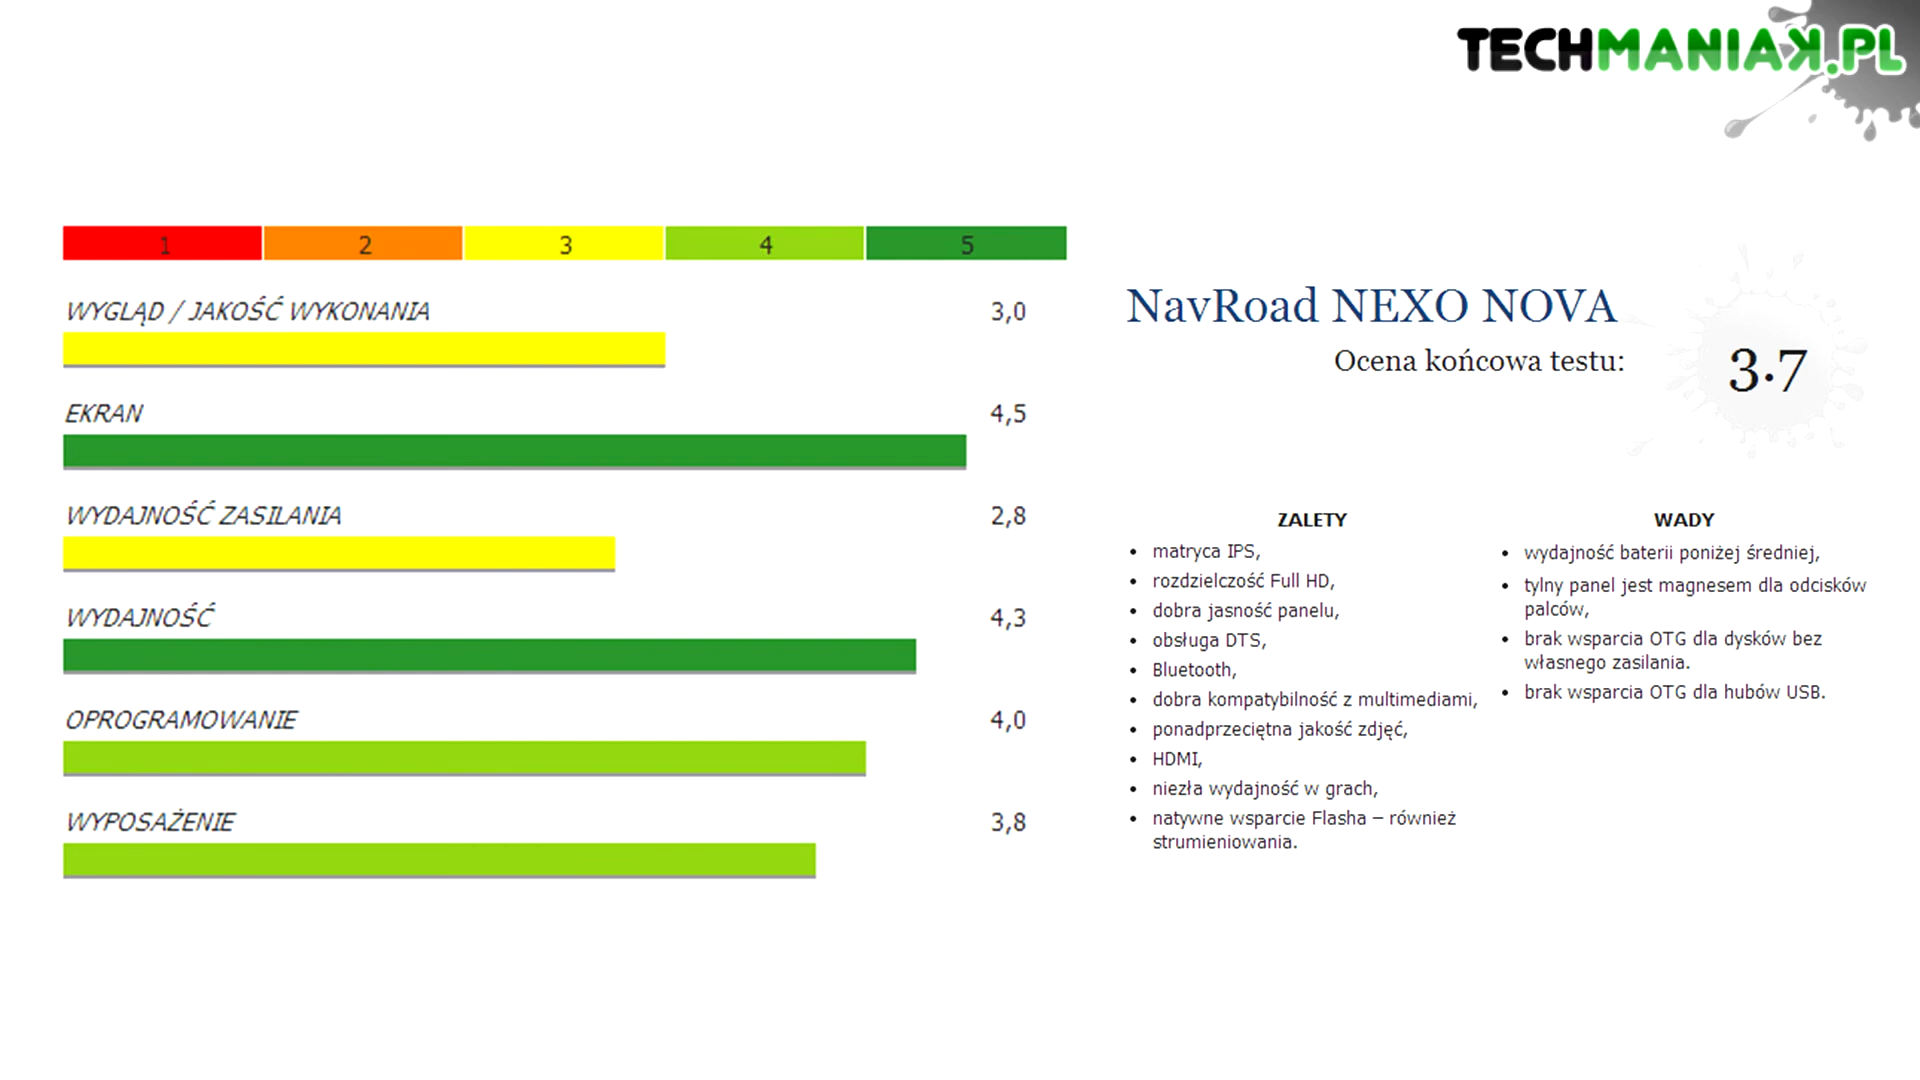 TECHMANIAK.PL
1 2 3 4 5
WYGLĄD / JAKOŚĆ WYKONANIA 3,0
EKRAN 4,5
WYDAJNOŚĆ ZASILANIA 2,8
WYDAJNOŚĆ 4,3
OPROGRAMOWANIE 4,0
WYPOSAŻENIE 3,8
NavRoad NEXO NOVA
Ocena końcowa testu:
3.7
ZALETY
• matryca IPS,
• rozdzielczość Full HD,
• dobra jasność panelu,
• obsługa DTS,
• Bluetooth,
• dobra kompatybilność z multimediami,
• ponadprzeciętna jakość zdjęć,
• HDMI,
• niezła wydajność w grach,
• natywne wsparcie Flasha – również
strumieniowania.
WADY
• wydajność baterii poniżej średniej,
• tylny panel jest magnesem dla odcisków
palców,
• brak wsparcia OTG dla dysków bez
własnego zasilania.
• brak wsparcia OTG dla hubów USB.